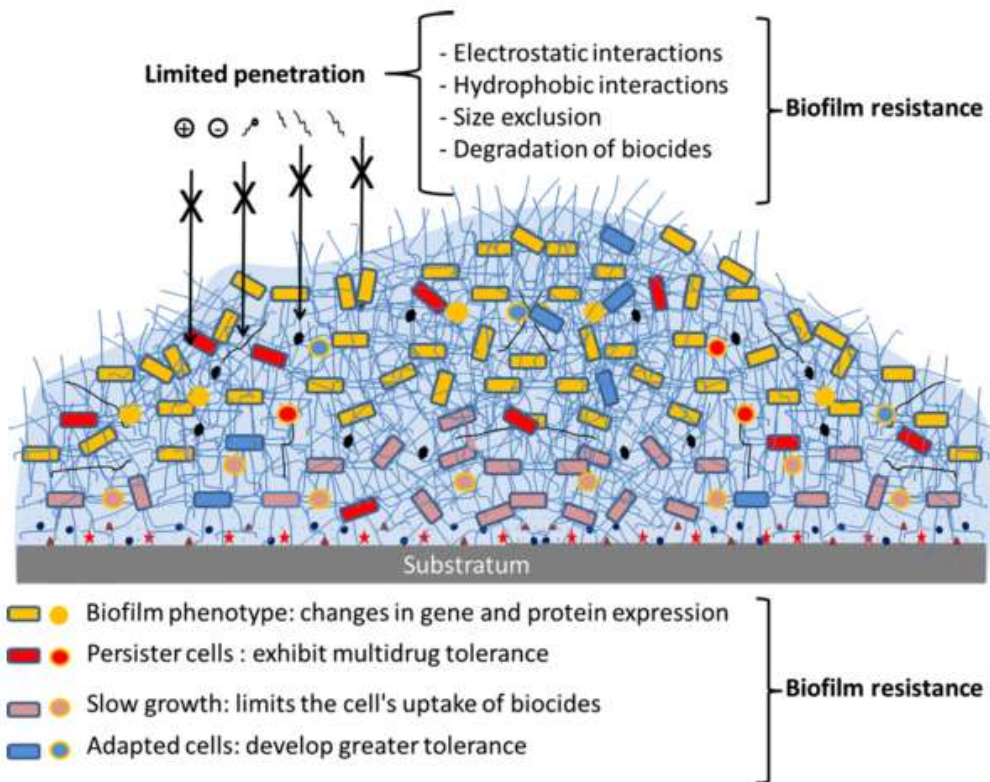 Limited penetration
- Electrostatic interactions
- Hydrophobic interactions
- Size exclusion
- Degradation of biocides
Biofilm resistance
+ -
X X X X
Substratum
Biofilm phenotype: changes in gene and protein expression
Persister cells : exhibit multidrug tolerance
Slow growth: limits the cell's uptake of biocides
Adapted cells: develop greater tolerance
Biofilm resistance